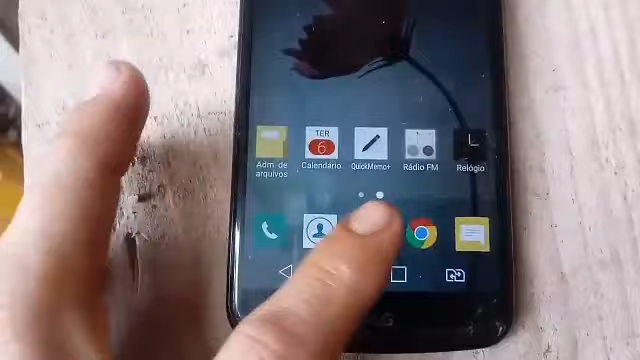 TER
6
Adm. de
arquivos
Calendário
QuickMemo+
Rádio FM
Relógio